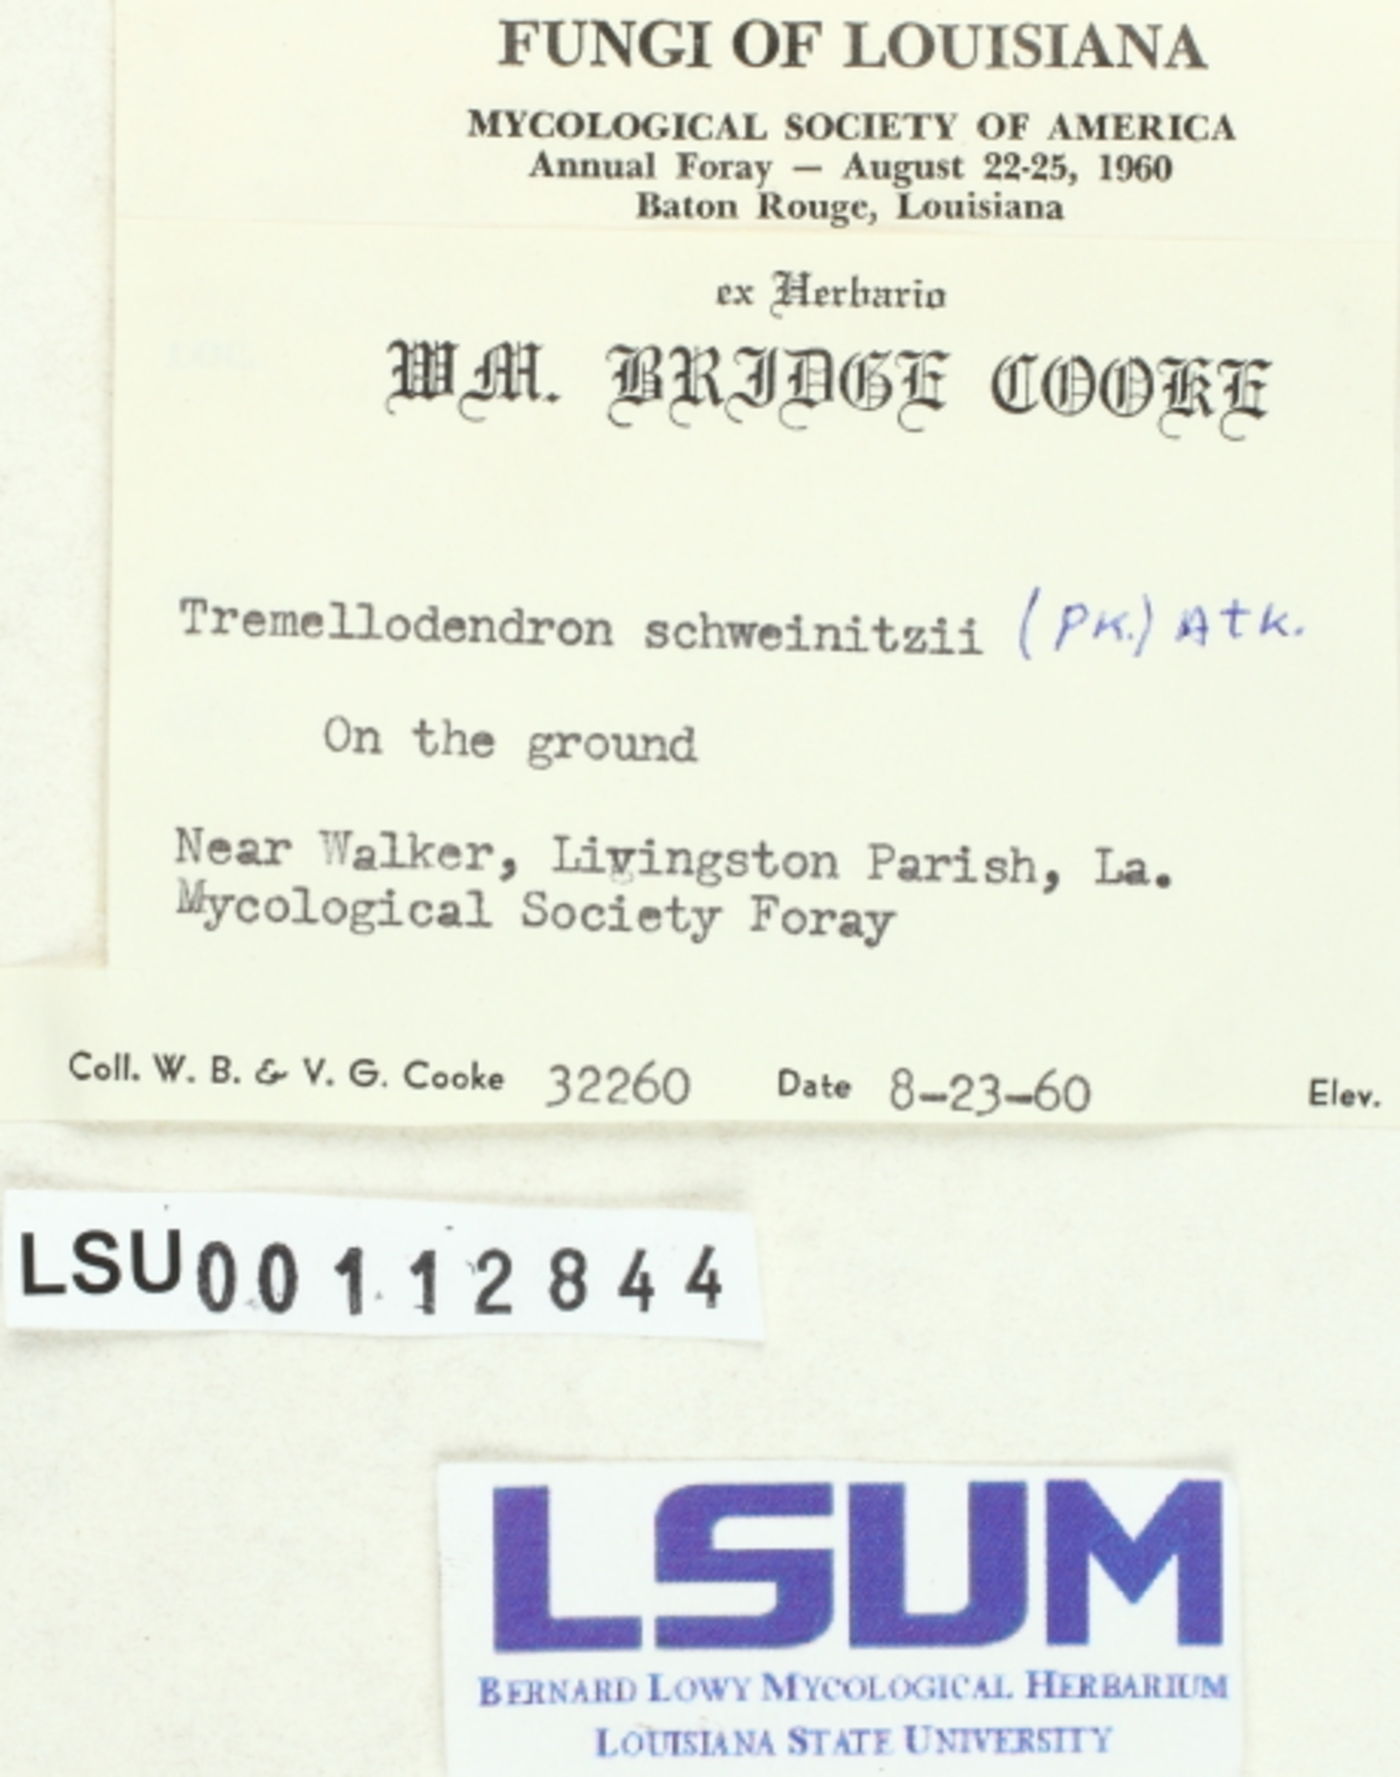 FUNGI OF LOUISIANA
MYCOLOGICAL SOCIETY OF AMERICA
Annual Foray — August 22-25, 1960
Baton Rouge, Louisiana
ex Herbario
WM. BRIDGE COOKE
Tremellodendron schweinitzii (PK.) Atk.
On the ground
Near Walker, Livingston Parish, La.
Mycological Society Foray
Coll. W. B. & V. G. Cooke 32260 Date 8-23-60 Elev.
LSU00112844
LSUM
BERNARD LOWY MYCOLOGICAL HERBARIUM
LOUISIANA STATE UNIVERSITY